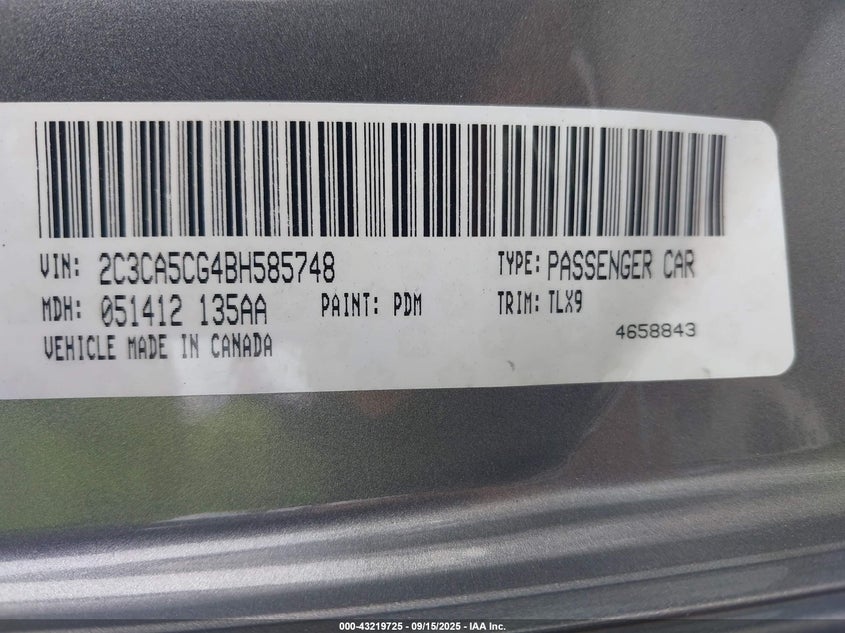 VIN: 2C3CA5CG4BH585748 TYPE: PASSENGER CAR
MDH: 051412 135AA PAINT: PDM TRIM: TLX9
VEHICLE MADE IN CANADA 4658843
000-43219725 - 09/15/2025 - IAA Inc.